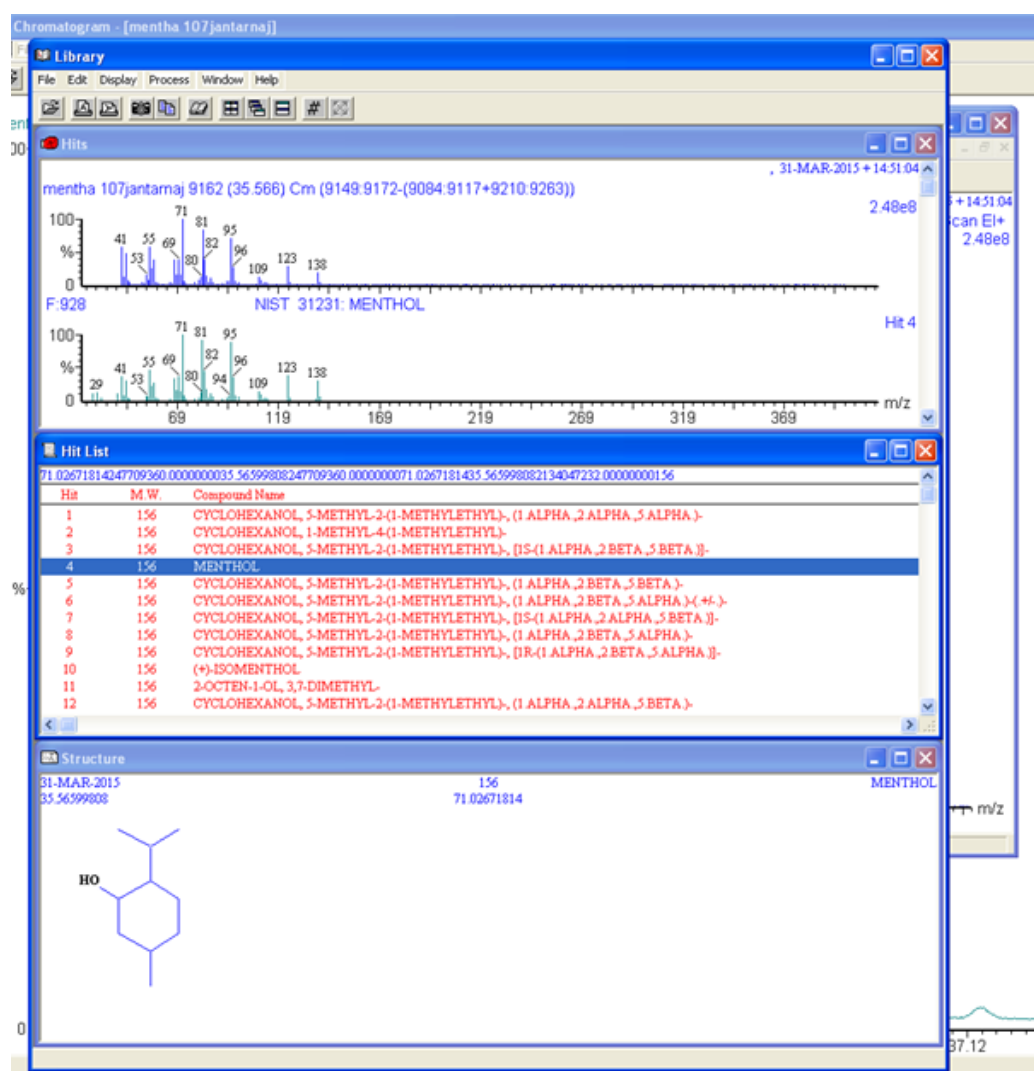 Chromatogram - [mentha 107jantarnaj]
Library
File Edit Display Process Window Help
Hits
, 31-MAR-2015 + 14:51:04
mentha 107jantarnaj 9162 (35.566) Cm (9149:9172-(9084:9117+9210:9263))
2.48e8
100
%
0
41 53 55 69 71 80 81 82 95 96 109 123 138
F:928 NIST 31231: MENTHOL
Hit 4
100
%
0
29 41 53 55 69 71 80 81 82 94 95 96 109 123 138
m/z
69 119 169 219 269 319 369
Hit List
Hit M.W. Compound Name
1 156 CYCLOHEXANOL, 5-METHYL-2-(1-METHYLETHYL)-, (1.ALPHA.,2.ALPHA.,5.ALPHA.)-
2 156 CYCLOHEXANOL, 1-METHYL-4-(1-METHYLETHYL)-
3 156 CYCLOHEXANOL, 5-METHYL-2-(1-METHYLETHYL)-, [1S-(1.ALPHA.,2.BETA.,5.BETA.)]-
4 156 MENTHOL
5 156 CYCLOHEXANOL, 5-METHYL-2-(1-METHYLETHYL)-, (1.ALPHA.,2.BETA.,5.BETA.)-
6 156 CYCLOHEXANOL, 5-METHYL-2-(1-METHYLETHYL)-, (1.ALPHA.,2.BETA.,5.ALPHA.)-(.+/-.)-
7 156 CYCLOHEXANOL, 5-METHYL-2-(1-METHYLETHYL)-, [1S-(1.ALPHA.,2.ALPHA.,5.BETA.)]-
8 156 CYCLOHEXANOL, 5-METHYL-2-(1-METHYLETHYL)-, (1.ALPHA.,2.BETA.,5.ALPHA.)-
9 156 CYCLOHEXANOL, 5-METHYL-2-(1-METHYLETHYL)-, [1R-(1.ALPHA.,2.BETA.,5.ALPHA.)]-
10 156 (+)-ISOMENTHOL
11 156 2-OCTEN-1-OL, 3,7-DIMETHYL-
12 156 CYCLOHEXANOL, 5-METHYL-2-(1-METHYLETHYL)-, (1.ALPHA.,2.ALPHA.,5.BETA.)-
Structure
31-MAR-2015 156 MENTHOL
35.56599808 71.02671814
HO
+ 14:51:04
can EI+
2.48e8
%
m/z
0
37.12